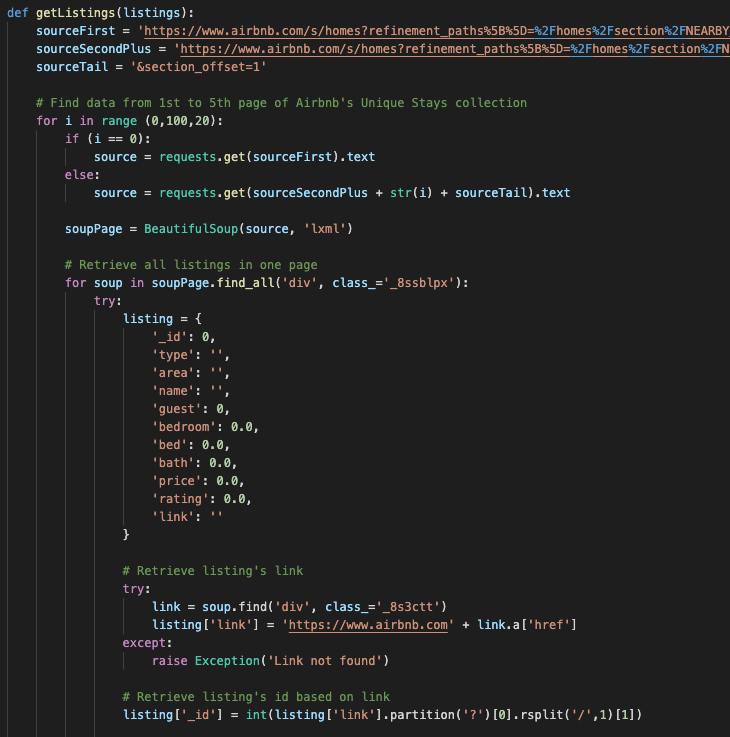 def getListings(listings):
    sourceFirst = 'https://www.airbnb.com/s/homes?refinement_paths%5B%5D=%2Fhomes%2Fsection%2FNEARBY_
    sourceSecondPlus = 'https://www.airbnb.com/s/homes?refinement_paths%5B%5D=%2Fhomes%2Fsection%2FN
    sourceTail = '&section_offset=1'
    # Find data from 1st to 5th page of Airbnb's Unique Stays collection
    for i in range (0,100,20):
        if (i == 0):
            source = requests.get(sourceFirst).text
        else:
            source = requests.get(sourceSecondPlus + str(i) + sourceTail).text
        soupPage = BeautifulSoup(source, 'lxml')
        # Retrieve all listings in one page
        for soup in soupPage.find_all('div', class_='_8ssblpx'):
            try:
                listing = {
                    '_id': 0,
                    'type': '',
                    'area': '',
                    'name': '',
                    'guest': 0,
                    'bedroom': 0.0,
                    'bed': 0.0,
                    'bath': 0.0,
                    'price': 0.0,
                    'rating': 0.0,
                    'link': ''
                }
                # Retrieve listing's link
                try:
                    link = soup.find('div', class_='_8s3ctt')
                    listing['link'] = 'https://www.airbnb.com' + link.a['href']
                except:
                    raise Exception('Link not found')
                # Retrieve listing's id based on link
                listing['_id'] = int(listing['link'].partition('?')[0].rsplit('/',1)[1])